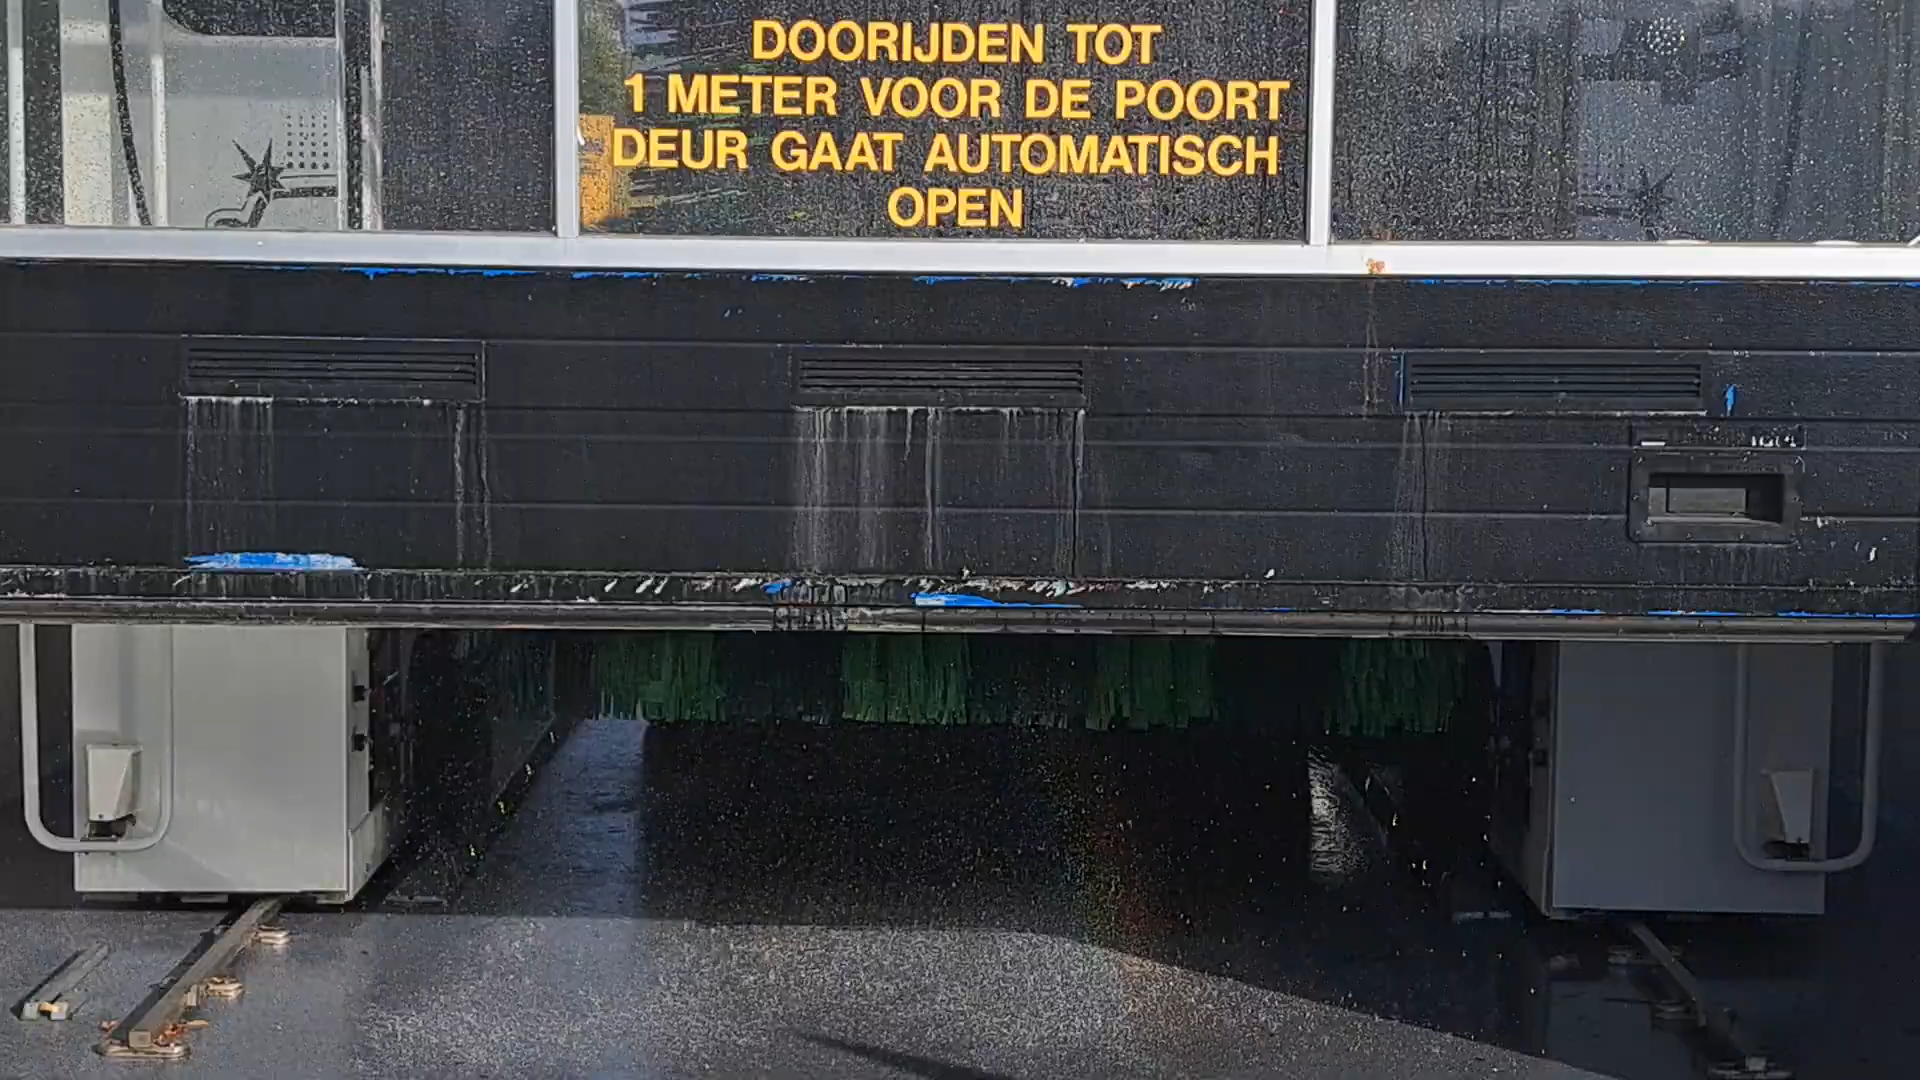 DOORIJDEN TOT
1 METER VOOR DE POORT
DEUR GAAT AUTOMATISCH
OPEN